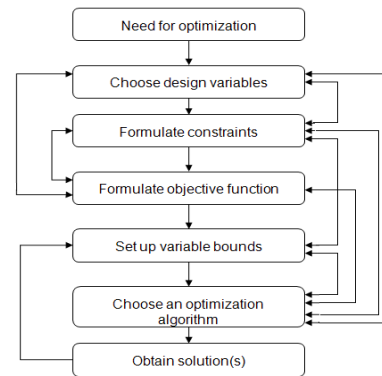 Need for optimization
Choose design variables
Formulate constraints
Formulate objective function
Set up variable bounds
Choose an optimization
algorithm
Obtain solution(s)